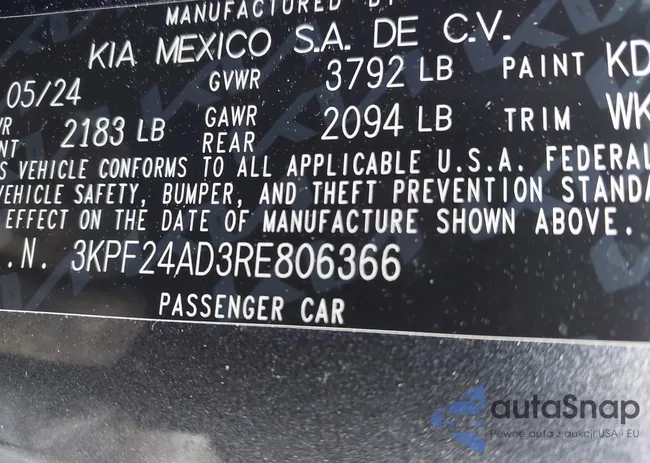 MANUFACTURED BY
KIA MEXICO S.A. DE C.V.
05/24 GVWR 3792 LB PAINT KD
WR GAWR TRIM WK
NT 2183 LB REAR 2094 LB
S VEHICLE CONFORMS TO ALL APPLICABLE U.S.A. FEDERAL
VEHICLE SAFETY, BUMPER, AND THEFT PREVENTION STANDA
EFFECT ON THE DATE OF MANUFACTURE SHOWN ABOVE.
.N. 3KPF24AD3RE806366
PASSENGER CAR
autaSnap
Pewne auta z aukcji USA i EU